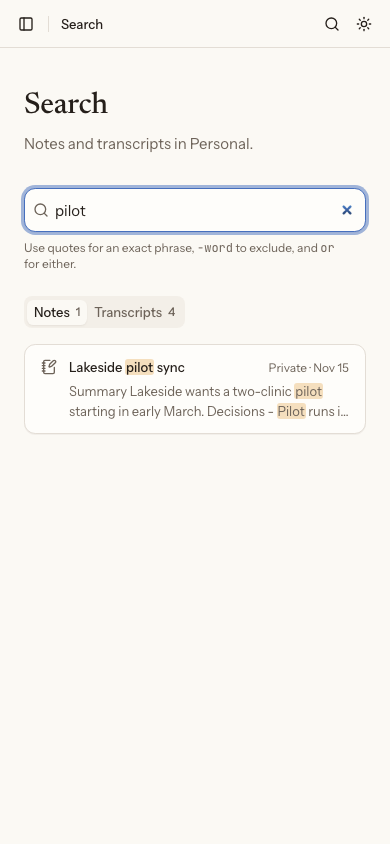 Search
Search
Notes and transcripts in Personal.
pilot
Use quotes for an exact phrase, -word to exclude, and or
for either.
Notes 1 Transcripts 4
Lakeside pilot sync Private · Nov 15
Summary Lakeside wants a two-clinic pilot
starting in early March. Decisions - Pilot runs i…